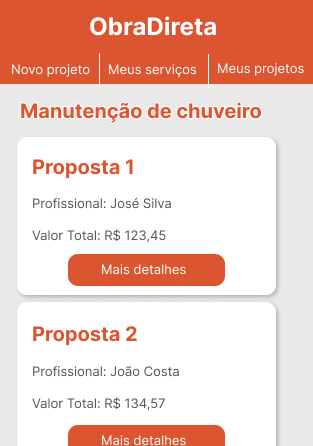 ObraDireta
Novo projeto
Meus serviços
Meus projetos
Manutenção de chuveiro
Proposta 1
Profissional: José Silva
Valor Total: R$ 123,45
Mais detalhes
Proposta 2
Profissional: João Costa
Valor Total: R$ 134,57
Mais detalhes